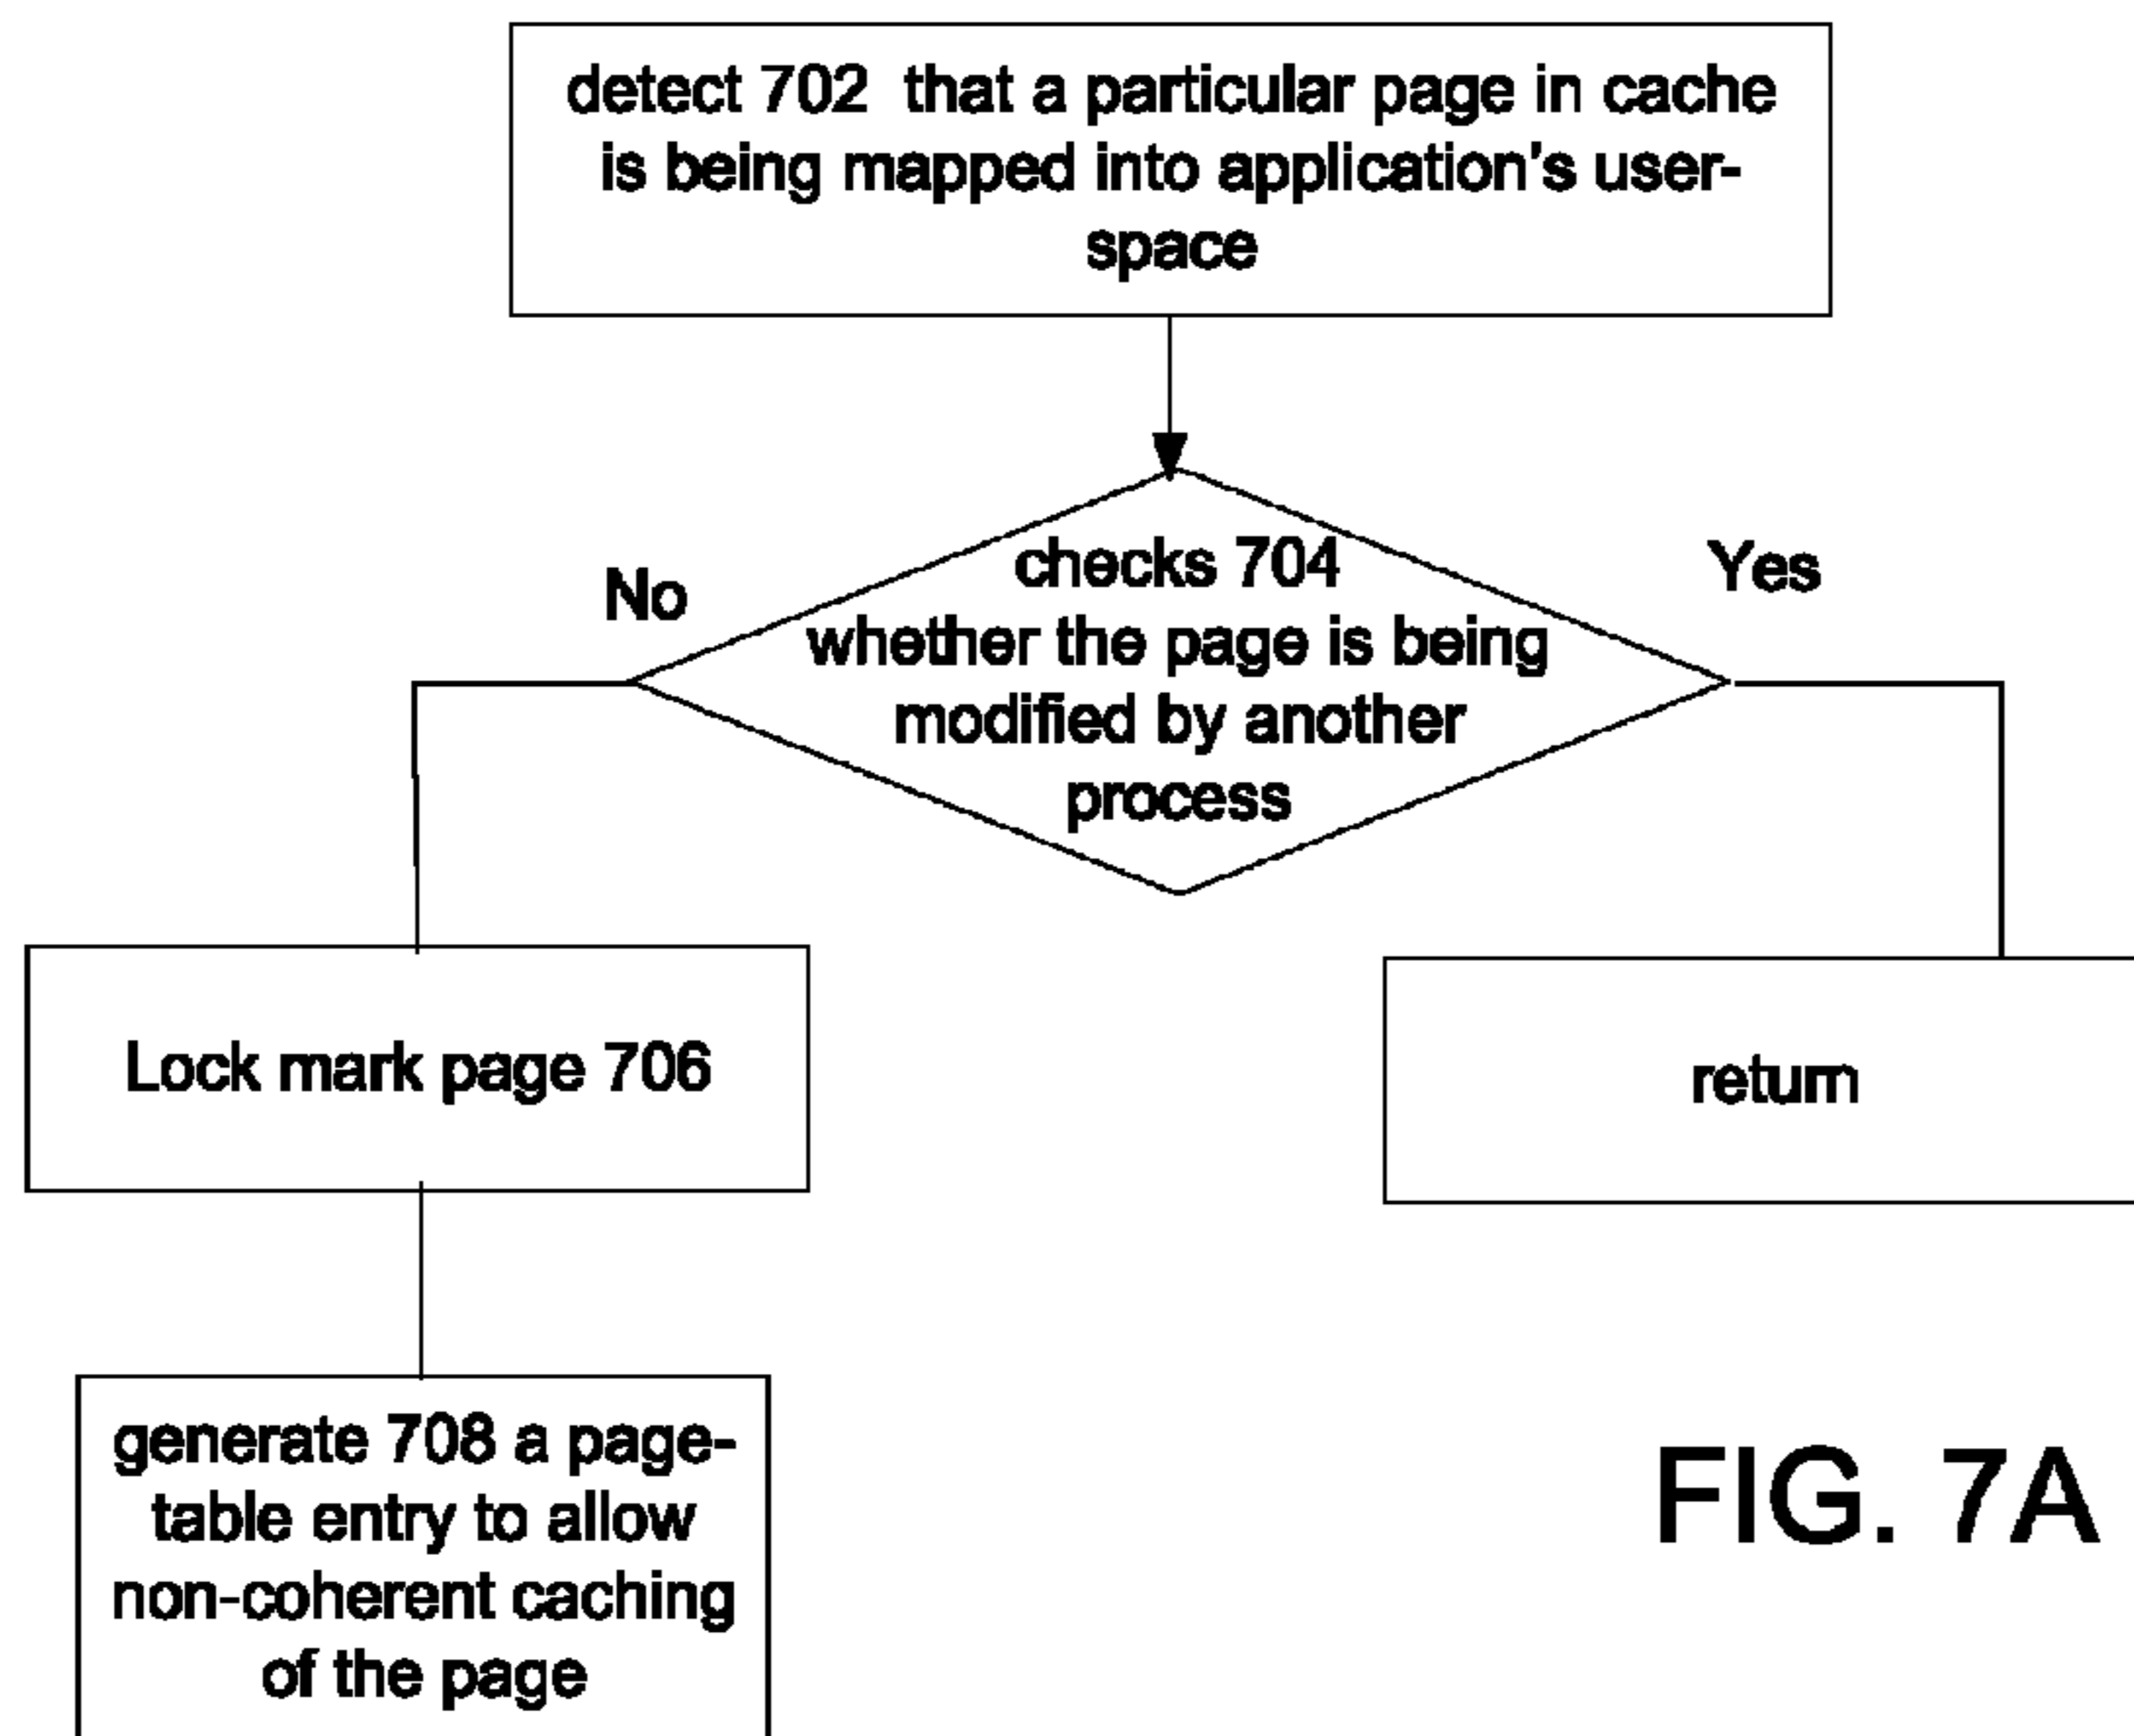 detect 702 that a particular page in cache
is being mapped into application's user-
space
No
checks 704
whether the page is being
modified by another
process
Yes
Lock mark page 706
return
generate 708 a page-
table entry to allow
non-coherent caching
of the page
FIG. 7A